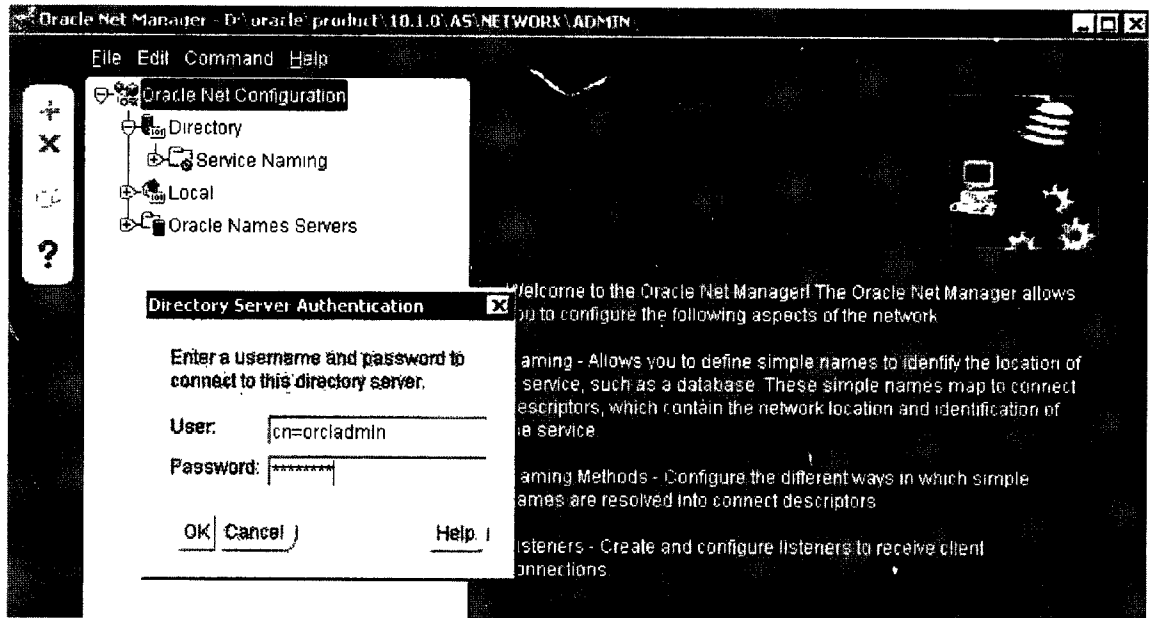 Oracle Net Manager - D:\oracle\product\10.1.0\AS\NETWORK\ADMIN
File Edit Command Help
Oracle Net Configuration
Directory
Service Naming
Local
Oracle Names Servers
Directory Server Authentication
Enter a username and password to
connect to this directory server.
User: cn=orcladmin
Password: ********
OK Cancel Help
Welcome to the Oracle Net Manager! The Oracle Net Manager allows
you to configure the following aspects of the network
aming - Allows you to define simple names to identify the location of
service, such as a database. These simple names map to connect
escriptors, which contain the network location and identification of
e service.
aming Methods - Configure the different ways in which simple
ames are resolved into connect descriptors
isteners - Create and configure listeners to receive client
onnections.